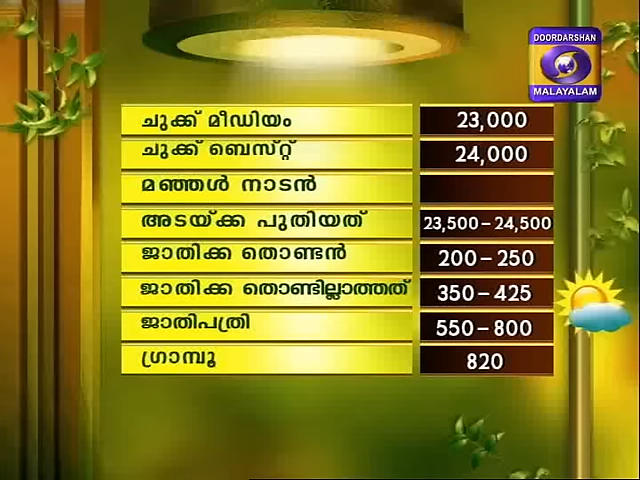 DOORDARSHAN
MALAYALAM
ചുക്ക് മീഡിയം 23,000
ചുക്ക് ബെസ്റ്റ് 24,000
മഞ്ഞൾ നാടൻ
അടയ്ക്ക പുതിയത് 23,500–24,500
ജാതിക്ക തൊണ്ടൻ 200–250
ജാതിക്ക തൊണ്ടില്ലാത്തത് 350–425
ജാതിപത്രി 550–800
ഗ്രാമ്പൂ 820